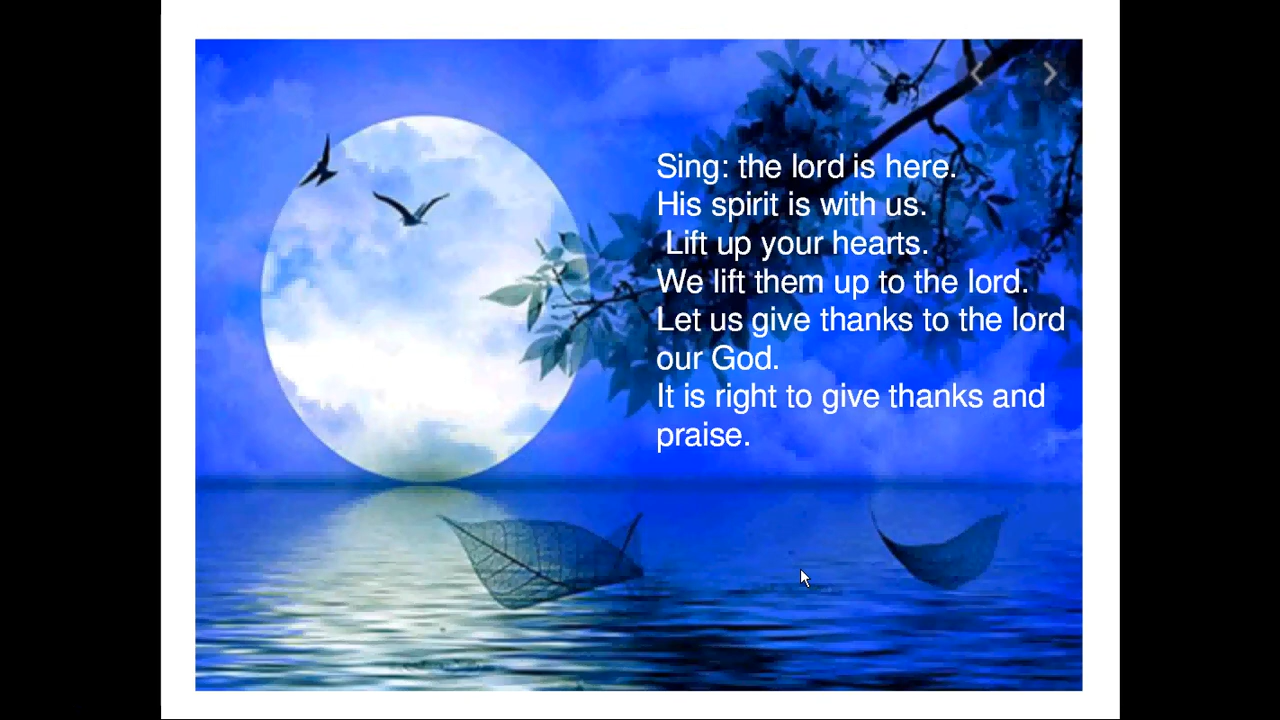 Sing: the lord is here.
His spirit is with us.
Lift up your hearts.
We lift them up to the lord.
Let us give thanks to the lord
our God.
It is right to give thanks and
praise.